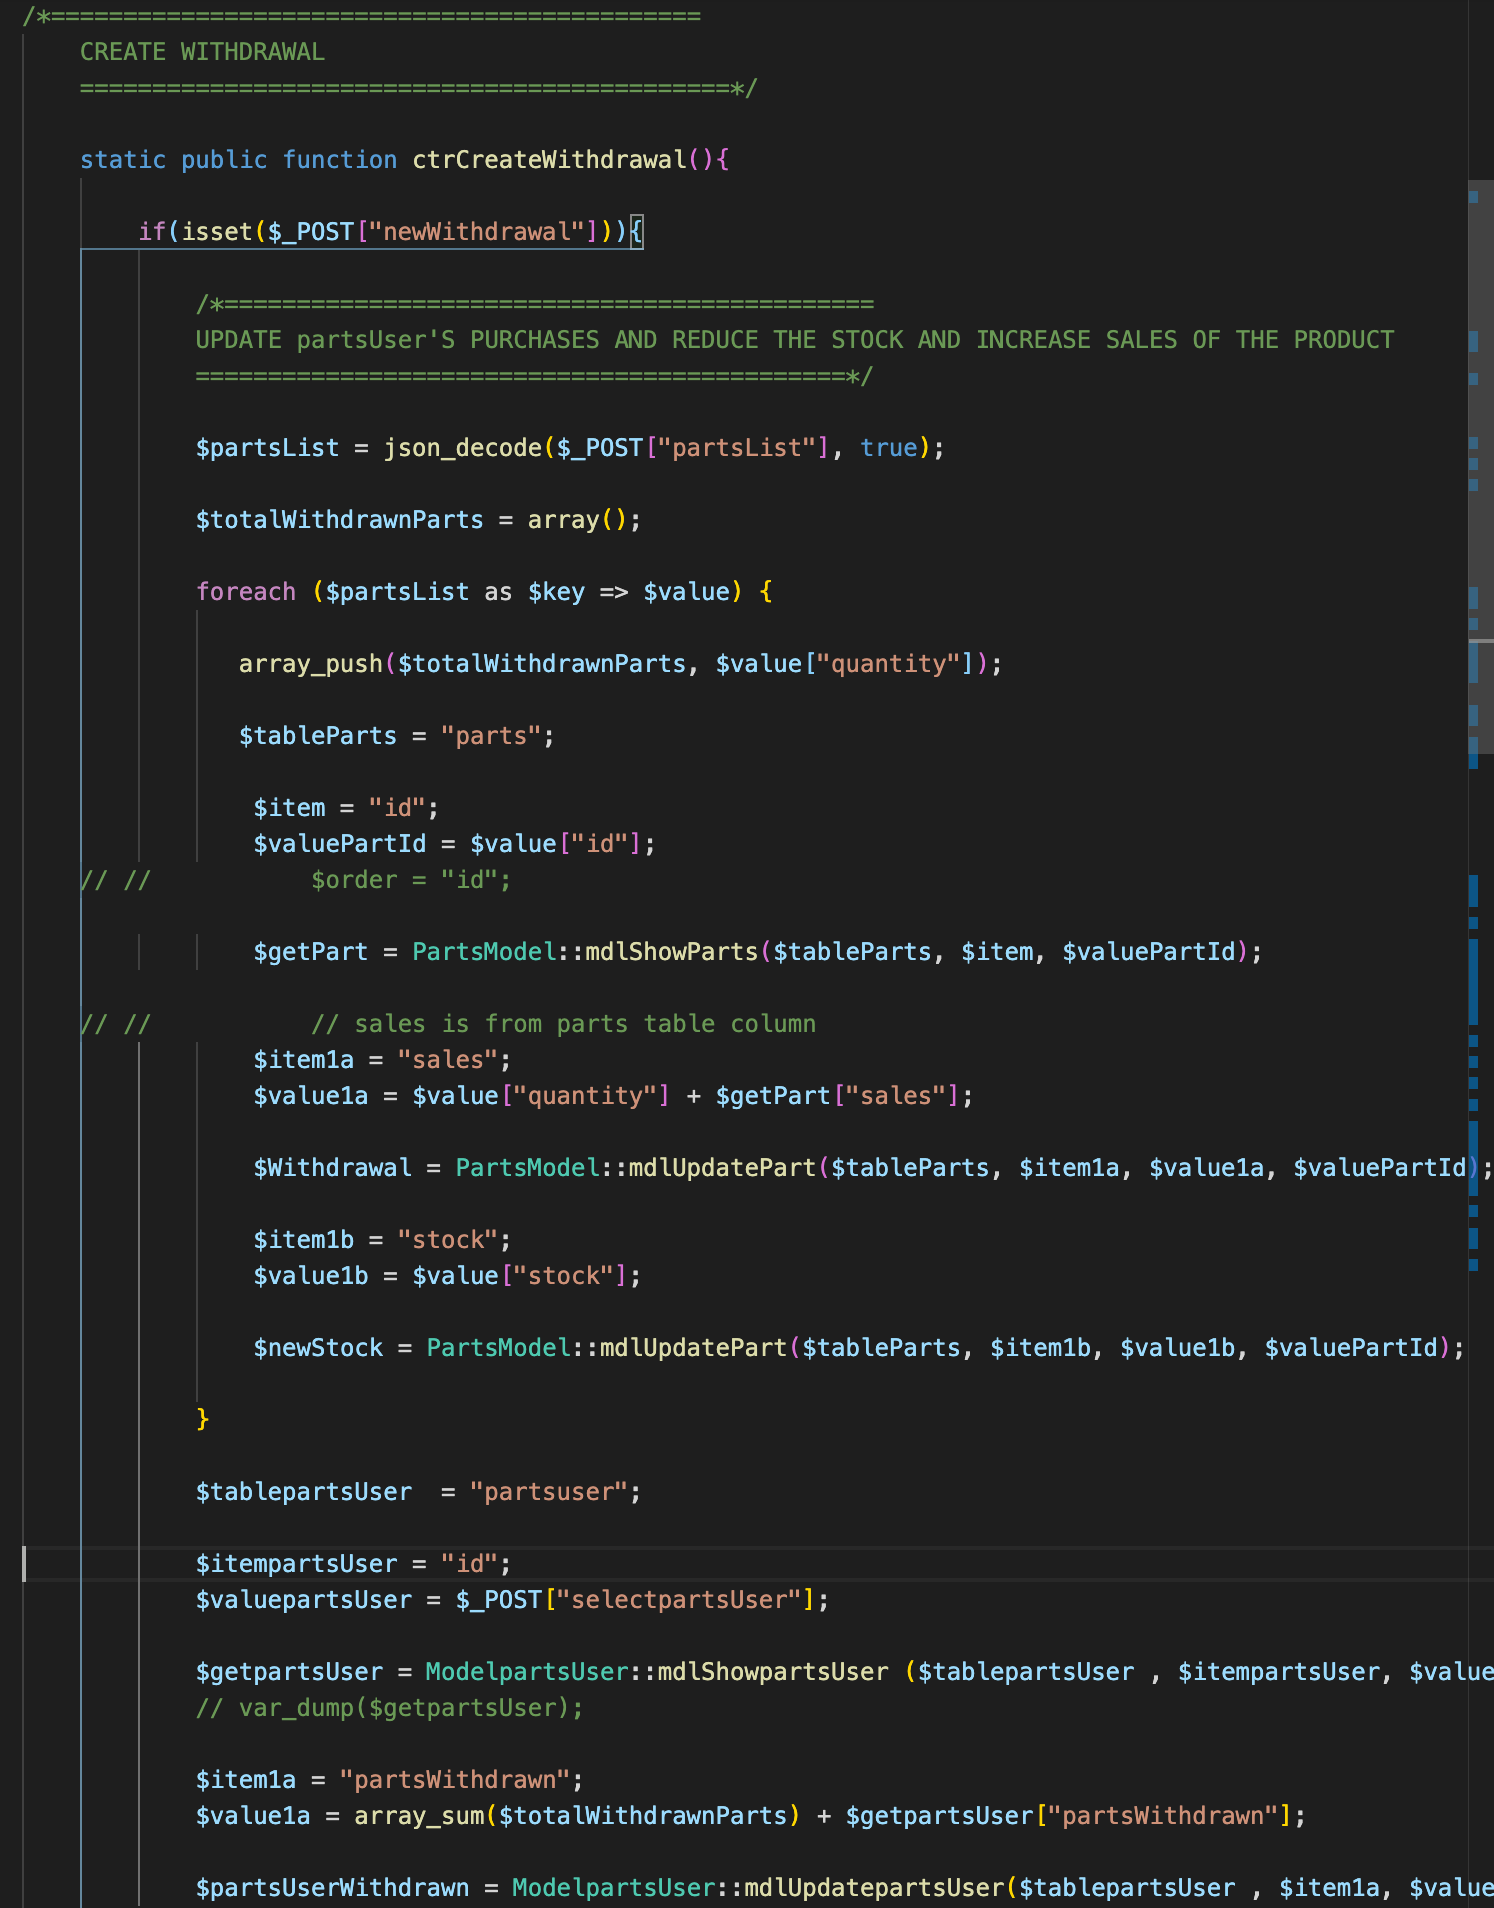 /*=============================================
CREATE WITHDRAWAL
=============================================*/
static public function ctrCreateWithdrawal(){
if(isset($_POST["newWithdrawal"])){
/*=============================================
UPDATE partsUser'S PURCHASES AND REDUCE THE STOCK AND INCREASE SALES OF THE PRODUCT
=============================================*/
$partsList = json_decode($_POST["partsList"], true);
$totalWithdrawnParts = array();
foreach ($partsList as $key => $value) {
array_push($totalWithdrawnParts, $value["quantity"]);
$tableParts = "parts";
$item = "id";
$valuePartId = $value["id"];
// //           $order = "id";
$getPart = PartsModel::mdlShowParts($tableParts, $item, $valuePartId);
// //           // sales is from parts table column
$item1a = "sales";
$value1a = $value["quantity"] + $getPart["sales"];
$Withdrawal = PartsModel::mdlUpdatePart($tableParts, $item1a, $value1a, $valuePartId);
$item1b = "stock";
$value1b = $value["stock"];
$newStock = PartsModel::mdlUpdatePart($tableParts, $item1b, $value1b, $valuePartId);
}
$tablepartsUser  = "partsuser";
$itempartsUser = "id";
$valuepartsUser = $_POST["selectpartsUser"];
$getpartsUser = ModelpartsUser::mdlShowpartsUser ($tablepartsUser , $itempartsUser, $value
// var_dump($getpartsUser);
$item1a = "partsWithdrawn";
$value1a = array_sum($totalWithdrawnParts) + $getpartsUser["partsWithdrawn"];
$partsUserWithdrawn = ModelpartsUser::mdlUpdatepartsUser($tablepartsUser , $item1a, $value